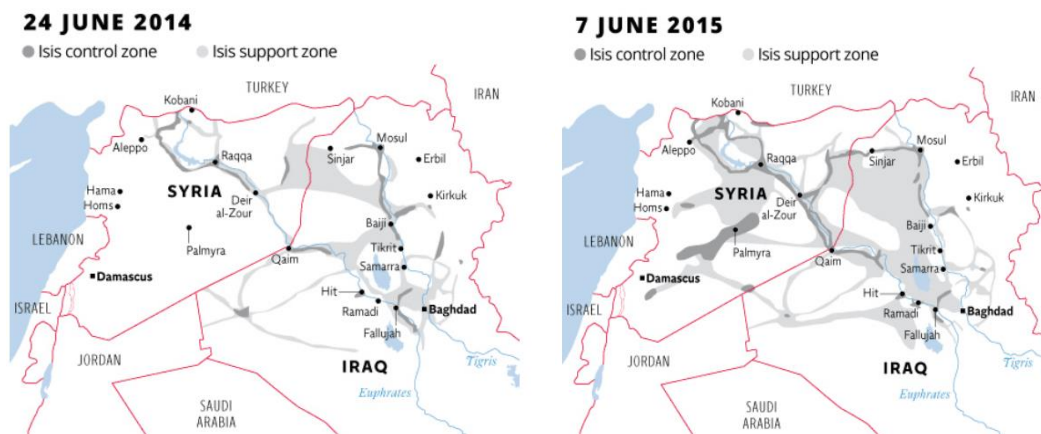 24 JUNE 2014
Isis control zone
Isis support zone
TURKEY
IRAN
Kobani
Aleppo
Raqqa
Sinjar
Mosul
Erbil
SYRIA
Hama
Homs
Deir
al-Zour
Kirkuk
Baiji
LEBANON
Palmyra
Qaim
Tikrit
Samarra
Damascus
ISRAEL
Hit
Ramadi
Baghdad
Fallujah
JORDAN
IRAQ
Tigris
Euphrates
SAUDI
ARABIA
7 JUNE 2015
Isis control zone
Isis support zone
TURKEY
IRAN
Kobani
Aleppo
Raqqa
Sinjar
Mosul
Erbil
SYRIA
Hama
Homs
Deir
al-Zour
Kirkuk
Baiji
LEBANON
Palmyra
Qaim
Tikrit
Samarra
Damascus
ISRAEL
Hit
Ramadi
Baghdad
Fallujah
JORDAN
IRAQ
Tigris
Euphrates
SAUDI
ARABIA